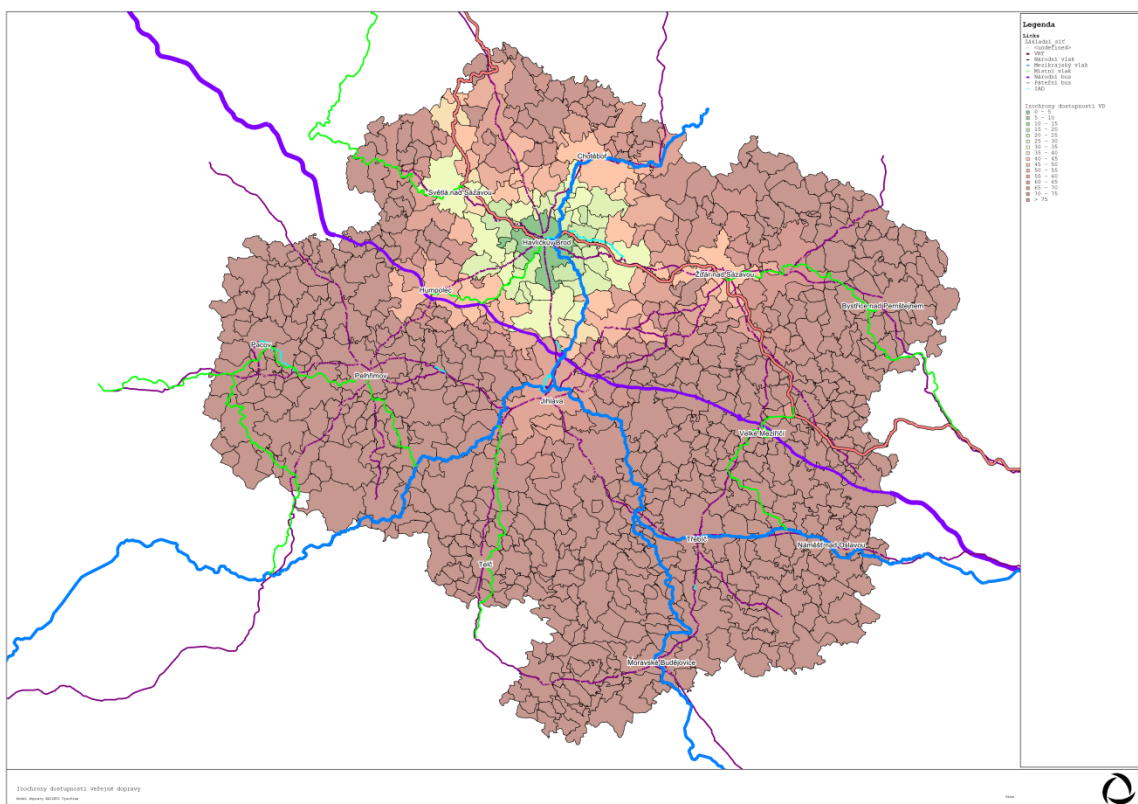 Legenda
Links
Základní síť
<undefined>
VRT
Národní vlak
Mezikrajský vlak
Místní vlak
Národní bus
Páteřní bus
IAD
Izochrony dostupnosti VD
0 - 5
5 - 10
10 - 15
15 - 20
20 - 25
25 - 30
30 - 35
35 - 40
40 - 45
45 - 50
50 - 55
55 - 60
60 - 65
65 - 70
70 - 75
> 75
Chotěboř
Světlá nad Sázavou
Havlíčkův Brod
Žďár nad Sázavou
Humpolec
Bystřice nad Pernštejnem
Pacov
Pelhřimov
Jihlava
Velké Meziříčí
Třebíč
Náměšť nad Oslavou
Telč
Moravské Budějovice
Izochrony dostupnosti veřejné dopravy